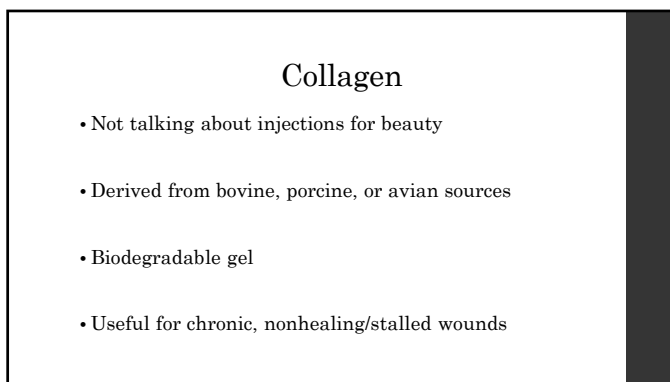 Collagen
• Not talking about injections for beauty
• Derived from bovine, porcine, or avian sources
• Biodegradable gel
• Useful for chronic, nonhealing/stalled wounds